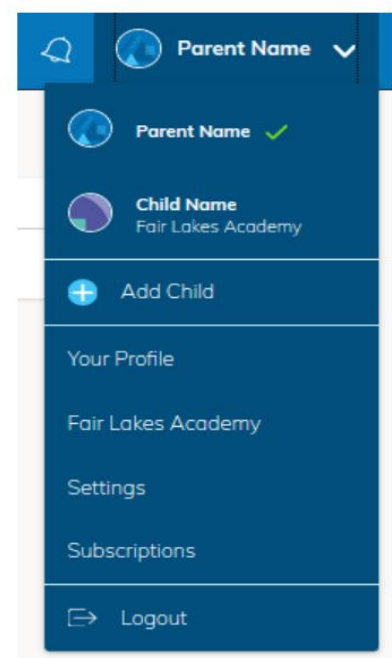 Parent Name
Parent Name
Child Name
Fair Lakes Academy
Add Child
Your Profile
Fair Lakes Academy
Settings
Subscriptions
Logout